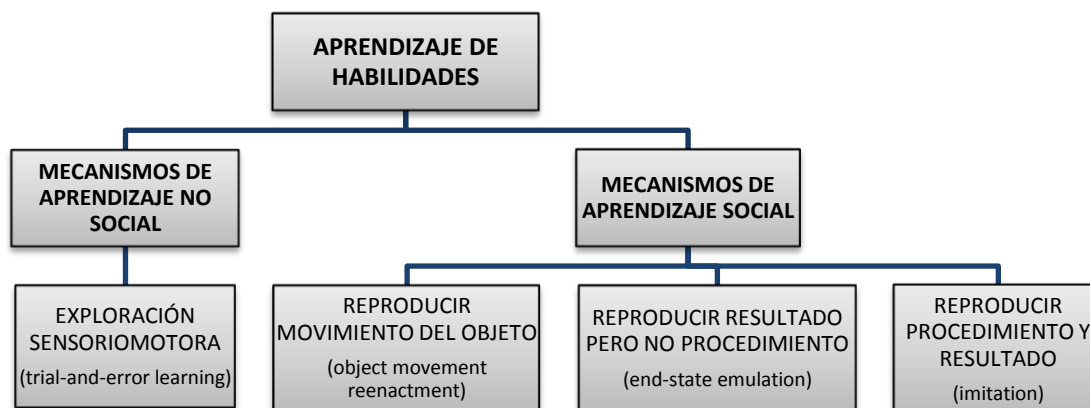 APRENDIZAJE DE
HABILIDADES
MECANISMOS DE
APRENDIZAJE NO
SOCIAL
MECANISMOS DE
APRENDIZAJE SOCIAL
EXPLORACIÓN
SENSORIOMOTORA
(trial-and-error learning)
REPRODUCIR
MOVIMIENTO DEL OBJETO
(object movement
reenactment)
REPRODUCIR RESULTADO
PERO NO PROCEDIMIENTO
(end-state emulation)
REPRODUCIR
PROCEDIMIENTO Y
RESULTADO
(imitation)